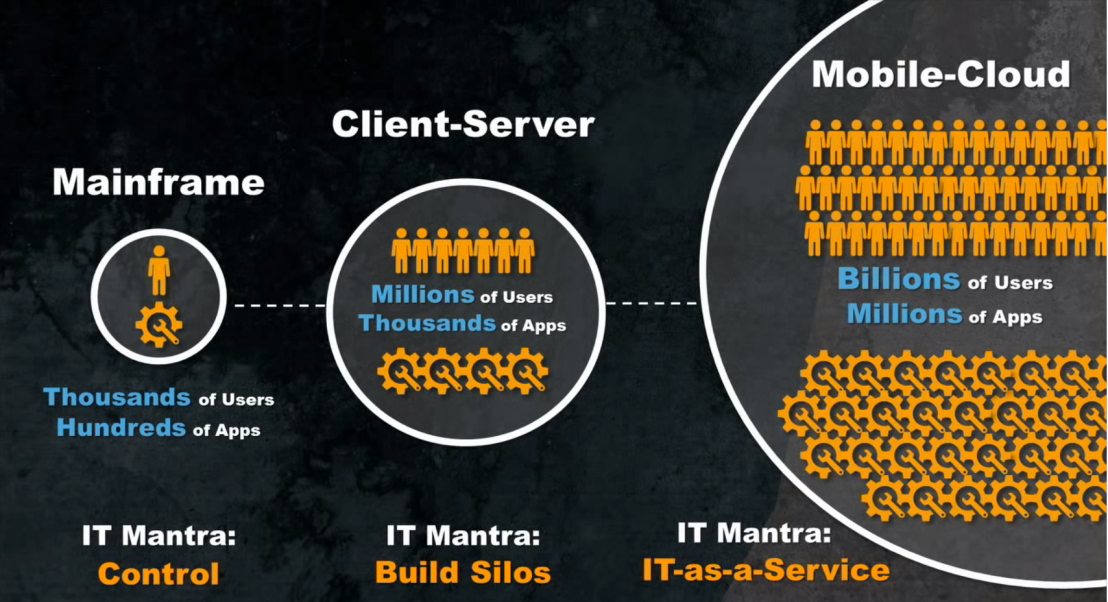 Mainframe
Thousands of Users
Hundreds of Apps
IT Mantra:
Control
Client-Server
Millions of Users
Thousands of Apps
IT Mantra:
Build Silos
Mobile-Cloud
Billions of Users
Millions of Apps
IT Mantra:
IT-as-a-Service